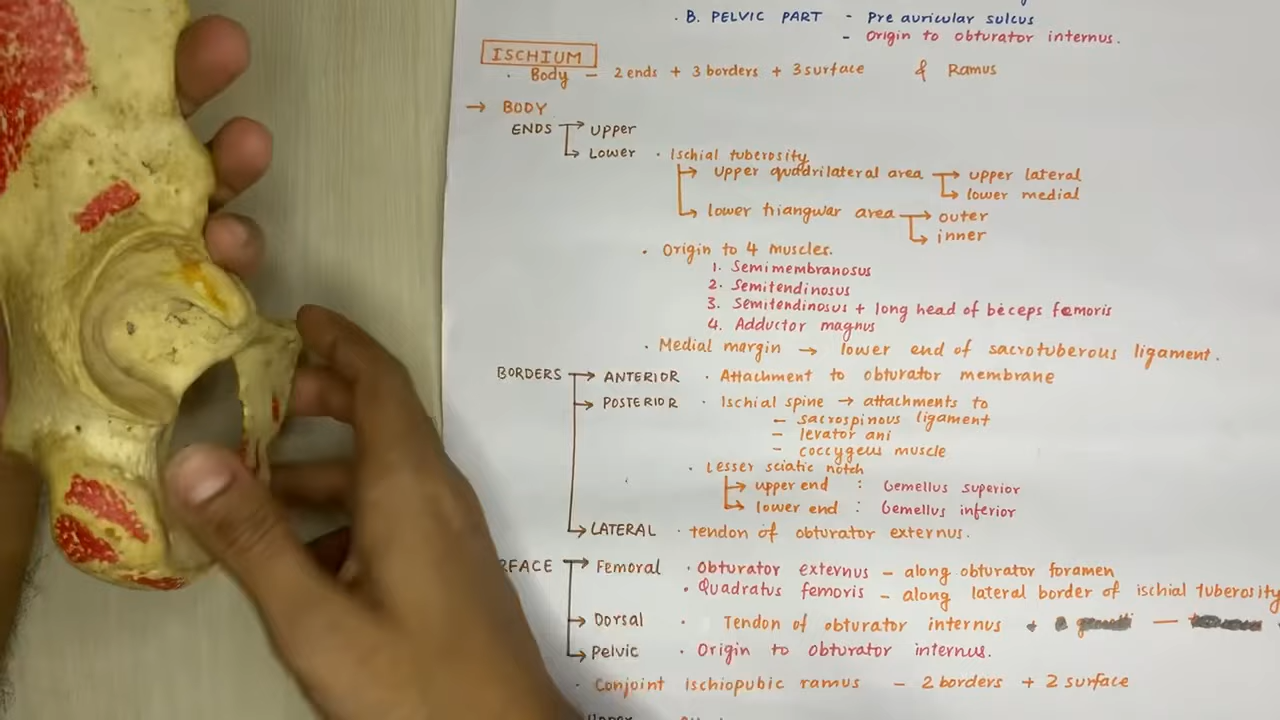 . B. PELVIC PART - Pre auricular sulcus
- Origin to obturator internus.
ISCHIUM
. Body - 2 ends + 3 borders + 3 surface & Ramus
→ BODY
ENDS → Upper
→ Lower . Ischial tuberosity
→ upper quadrilateral area → upper lateral
→ lower medial
→ lower triangular area → outer
→ inner
. Origin to 4 muscles.
1. Semimembranosus
2. Semitendinosus
3. Semitendinosus + long head of biceps femoris
4. Adductor magnus
. Medial margin → lower end of sacrotuberous ligament.
BORDERS → ANTERIOR . Attachment to obturator membrane
→ POSTERIOR . Ischial spine → attachments to
- sacrospinous ligament
- levator ani
- coccygeus muscle
. Lesser sciatic notch
→ upper end : Gemellus superior
→ lower end : Gemellus inferior
→ LATERAL . tendon of obturator externus.
RFACE → Femoral . Obturator externus - along obturator foramen
. Quadratus femoris - along lateral border of ischial tuberosity
→ Dorsal . Tendon of obturator internus +
→ Pelvic . Origin to obturator internus.
. Conjoint ischiopubic ramus - 2 borders + 2 surface